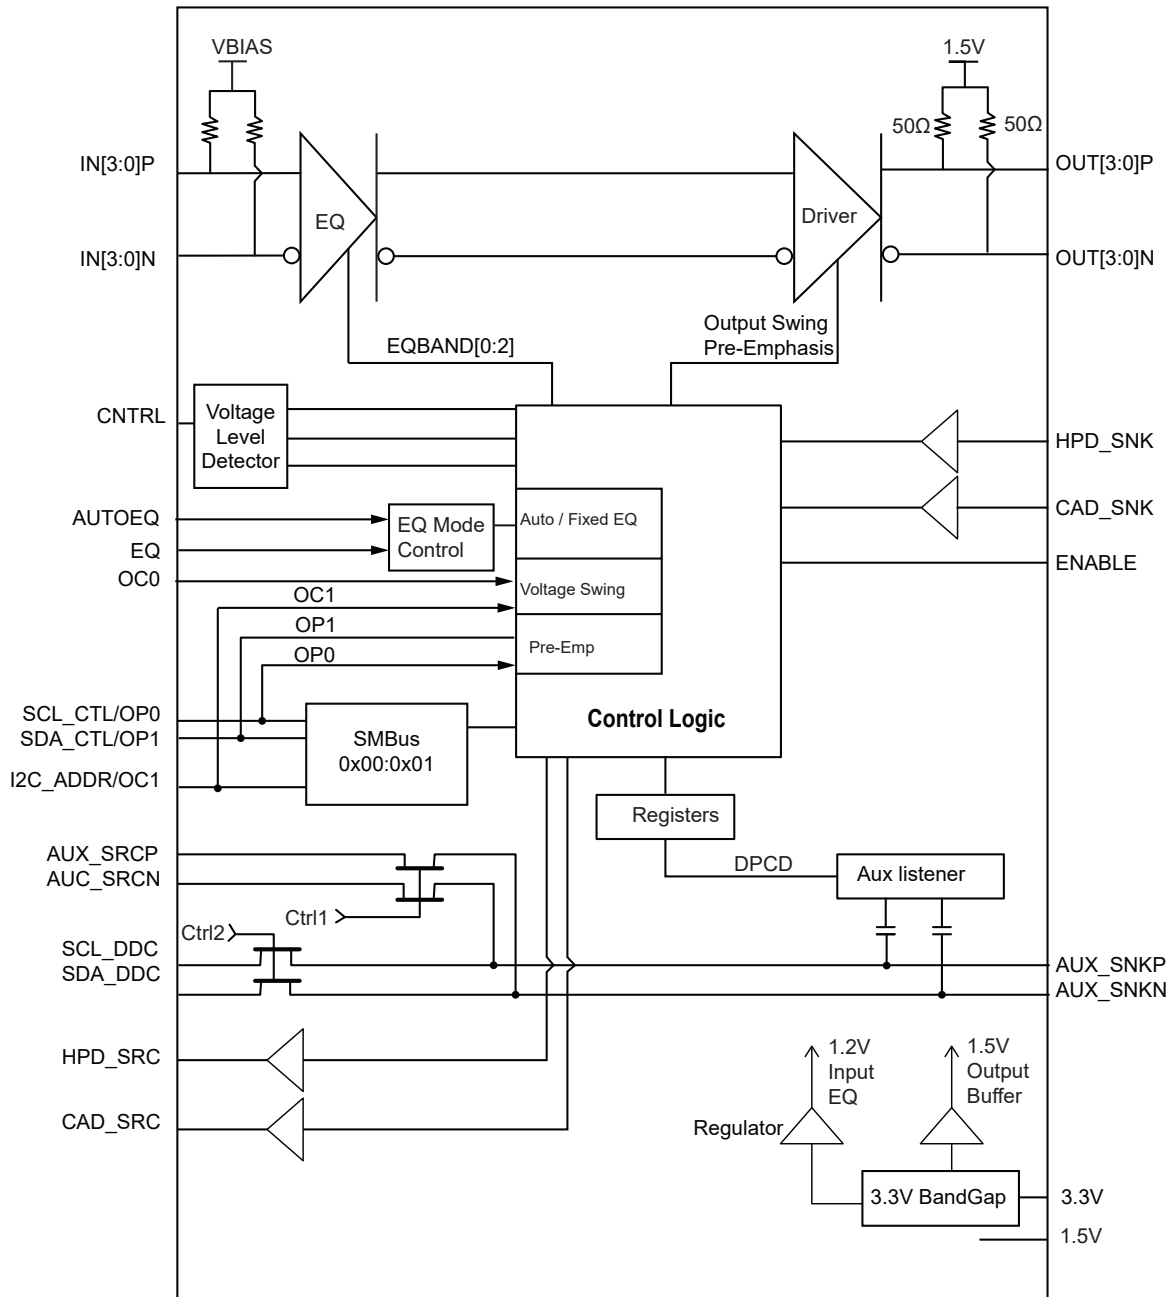 VBIAS
1.5V
50Ω
50Ω
IN[3:0]P
OUT[3:0]P
EQ
Driver
IN[3:0]N
OUT[3:0]N
EQBAND[0:2]
Output Swing
Pre-Emphasis
CNTRL
Voltage
Level
Detector
HPD_SNK
CAD_SNK
AUTOEQ
EQ
EQ Mode
Control
Auto / Fixed EQ
ENABLE
OC0
Voltage Swing
OC1
OP1
Pre-Emp
OP0
Control Logic
SCL_CTL/OP0
SDA_CTL/OP1
I2C_ADDR/OC1
SMBus
0x00:0x01
Registers
AUX_SRCP
AUC_SRCN
DPCD
Aux listener
Ctrl1
Ctrl2
SCL_DDC
SDA_DDC
AUX_SNKP
AUX_SNKN
HPD_SRC
CAD_SRC
1.2V
Input
EQ
1.5V
Output
Buffer
Regulator
3.3V BandGap
3.3V
1.5V